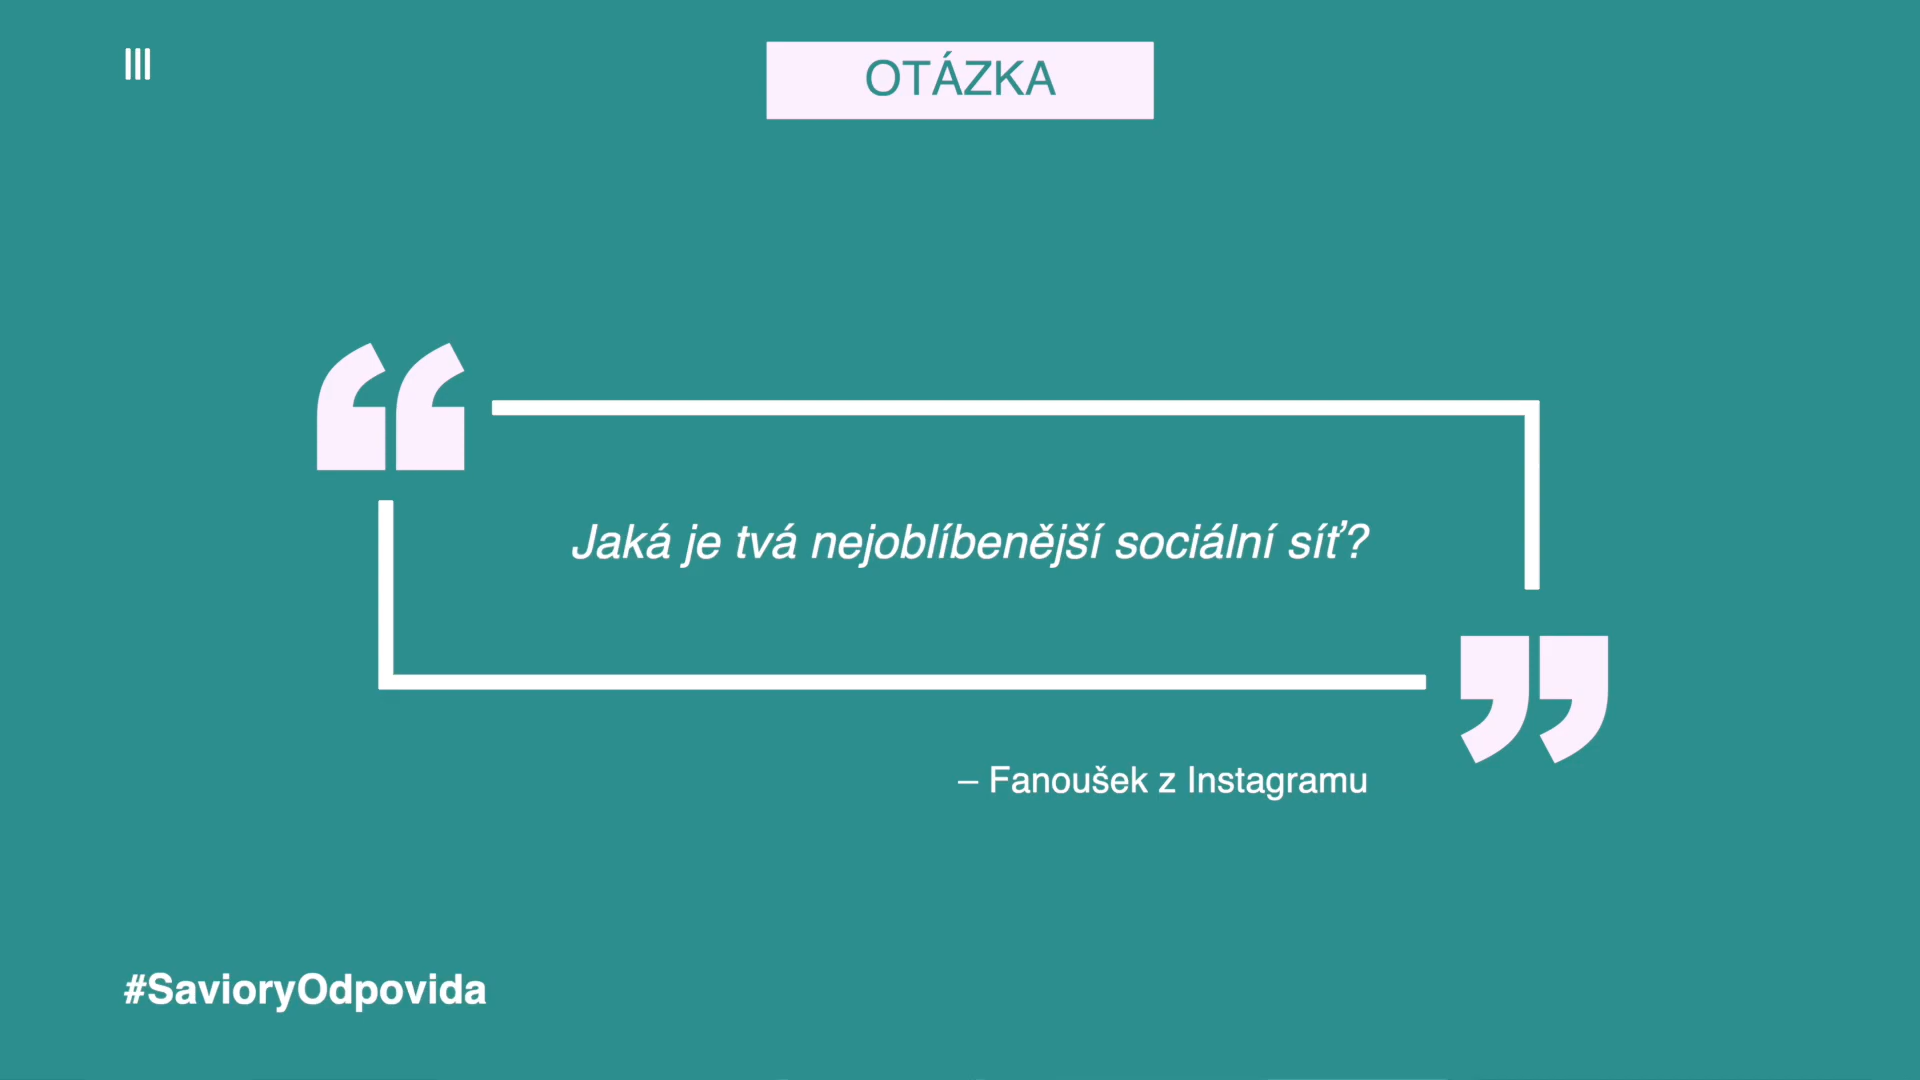 OTÁZKA
Jaká je tvá nejoblíbenější sociální síť?
– Fanoušek z Instagramu
#SavioryOdpovida